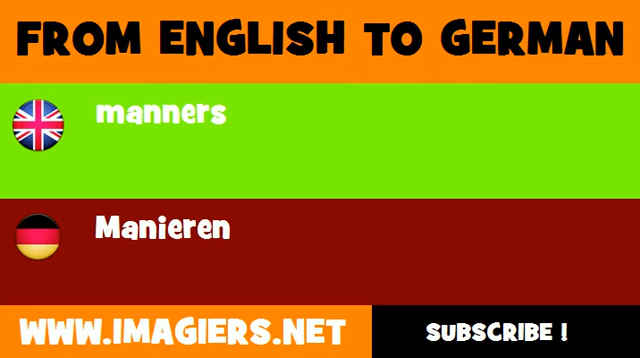 FROM ENGLISH TO GERMAN
manners
Manieren
WWW.IMAGIERS.NET
SUBSCRIBE !